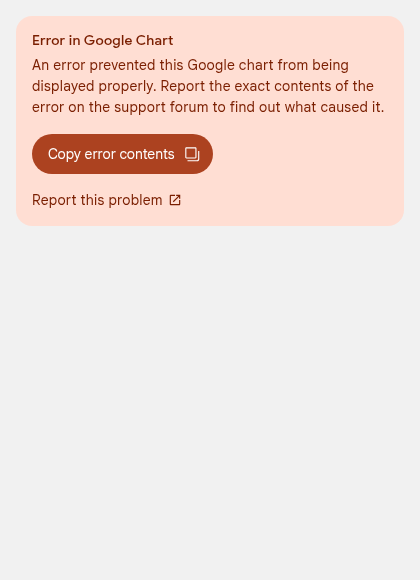 Error in Google Chart
An error prevented this Google chart from being
displayed properly. Report the exact contents of the
error on the support forum to find out what caused it.
Copy error contents
Report this problem